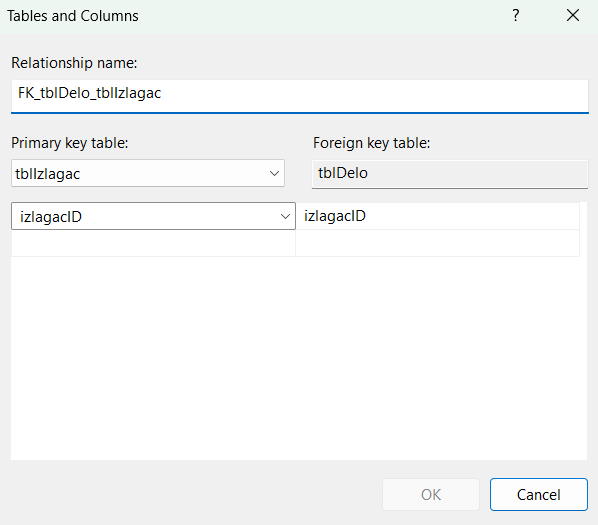 Tables and Columns
?
Relationship name:
FK_tblDelo_tblIzlagac
Primary key table:
Foreign key table:
tblIzlagac
tblDelo
izlagacID
izlagacID
OK
Cancel